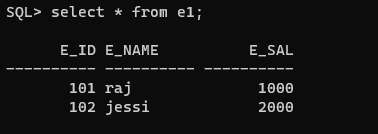 SQL> select * from e1;
      E_ID E_NAME          E_SAL
---------- ---------- ----------
       101 raj              1000
       102 jessi            2000